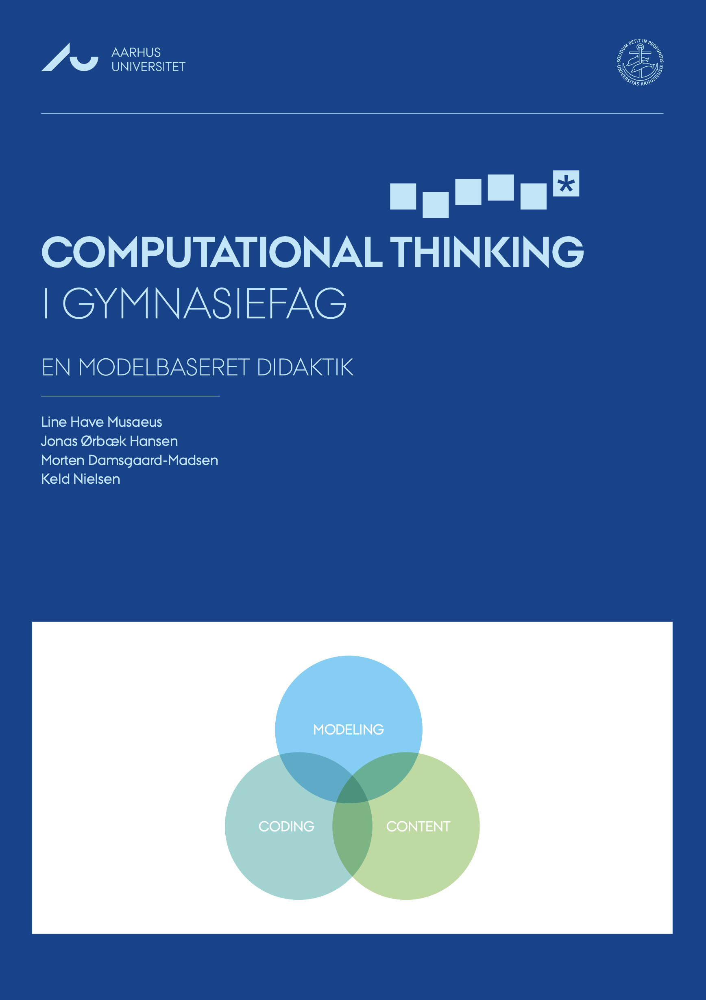 AARHUS
UNIVERSITET
SOLIDUM PETIT IN PROFUNDIS
UNIVERSITAS ARHUSIENSIS
*
COMPUTATIONAL THINKING
I GYMNASIEFAG
EN MODELBASERET DIDAKTIK
Line Have Musaeus
Jonas Ørbæk Hansen
Morten Damsgaard-Madsen
Keld Nielsen
MODELING
CODING CONTENT